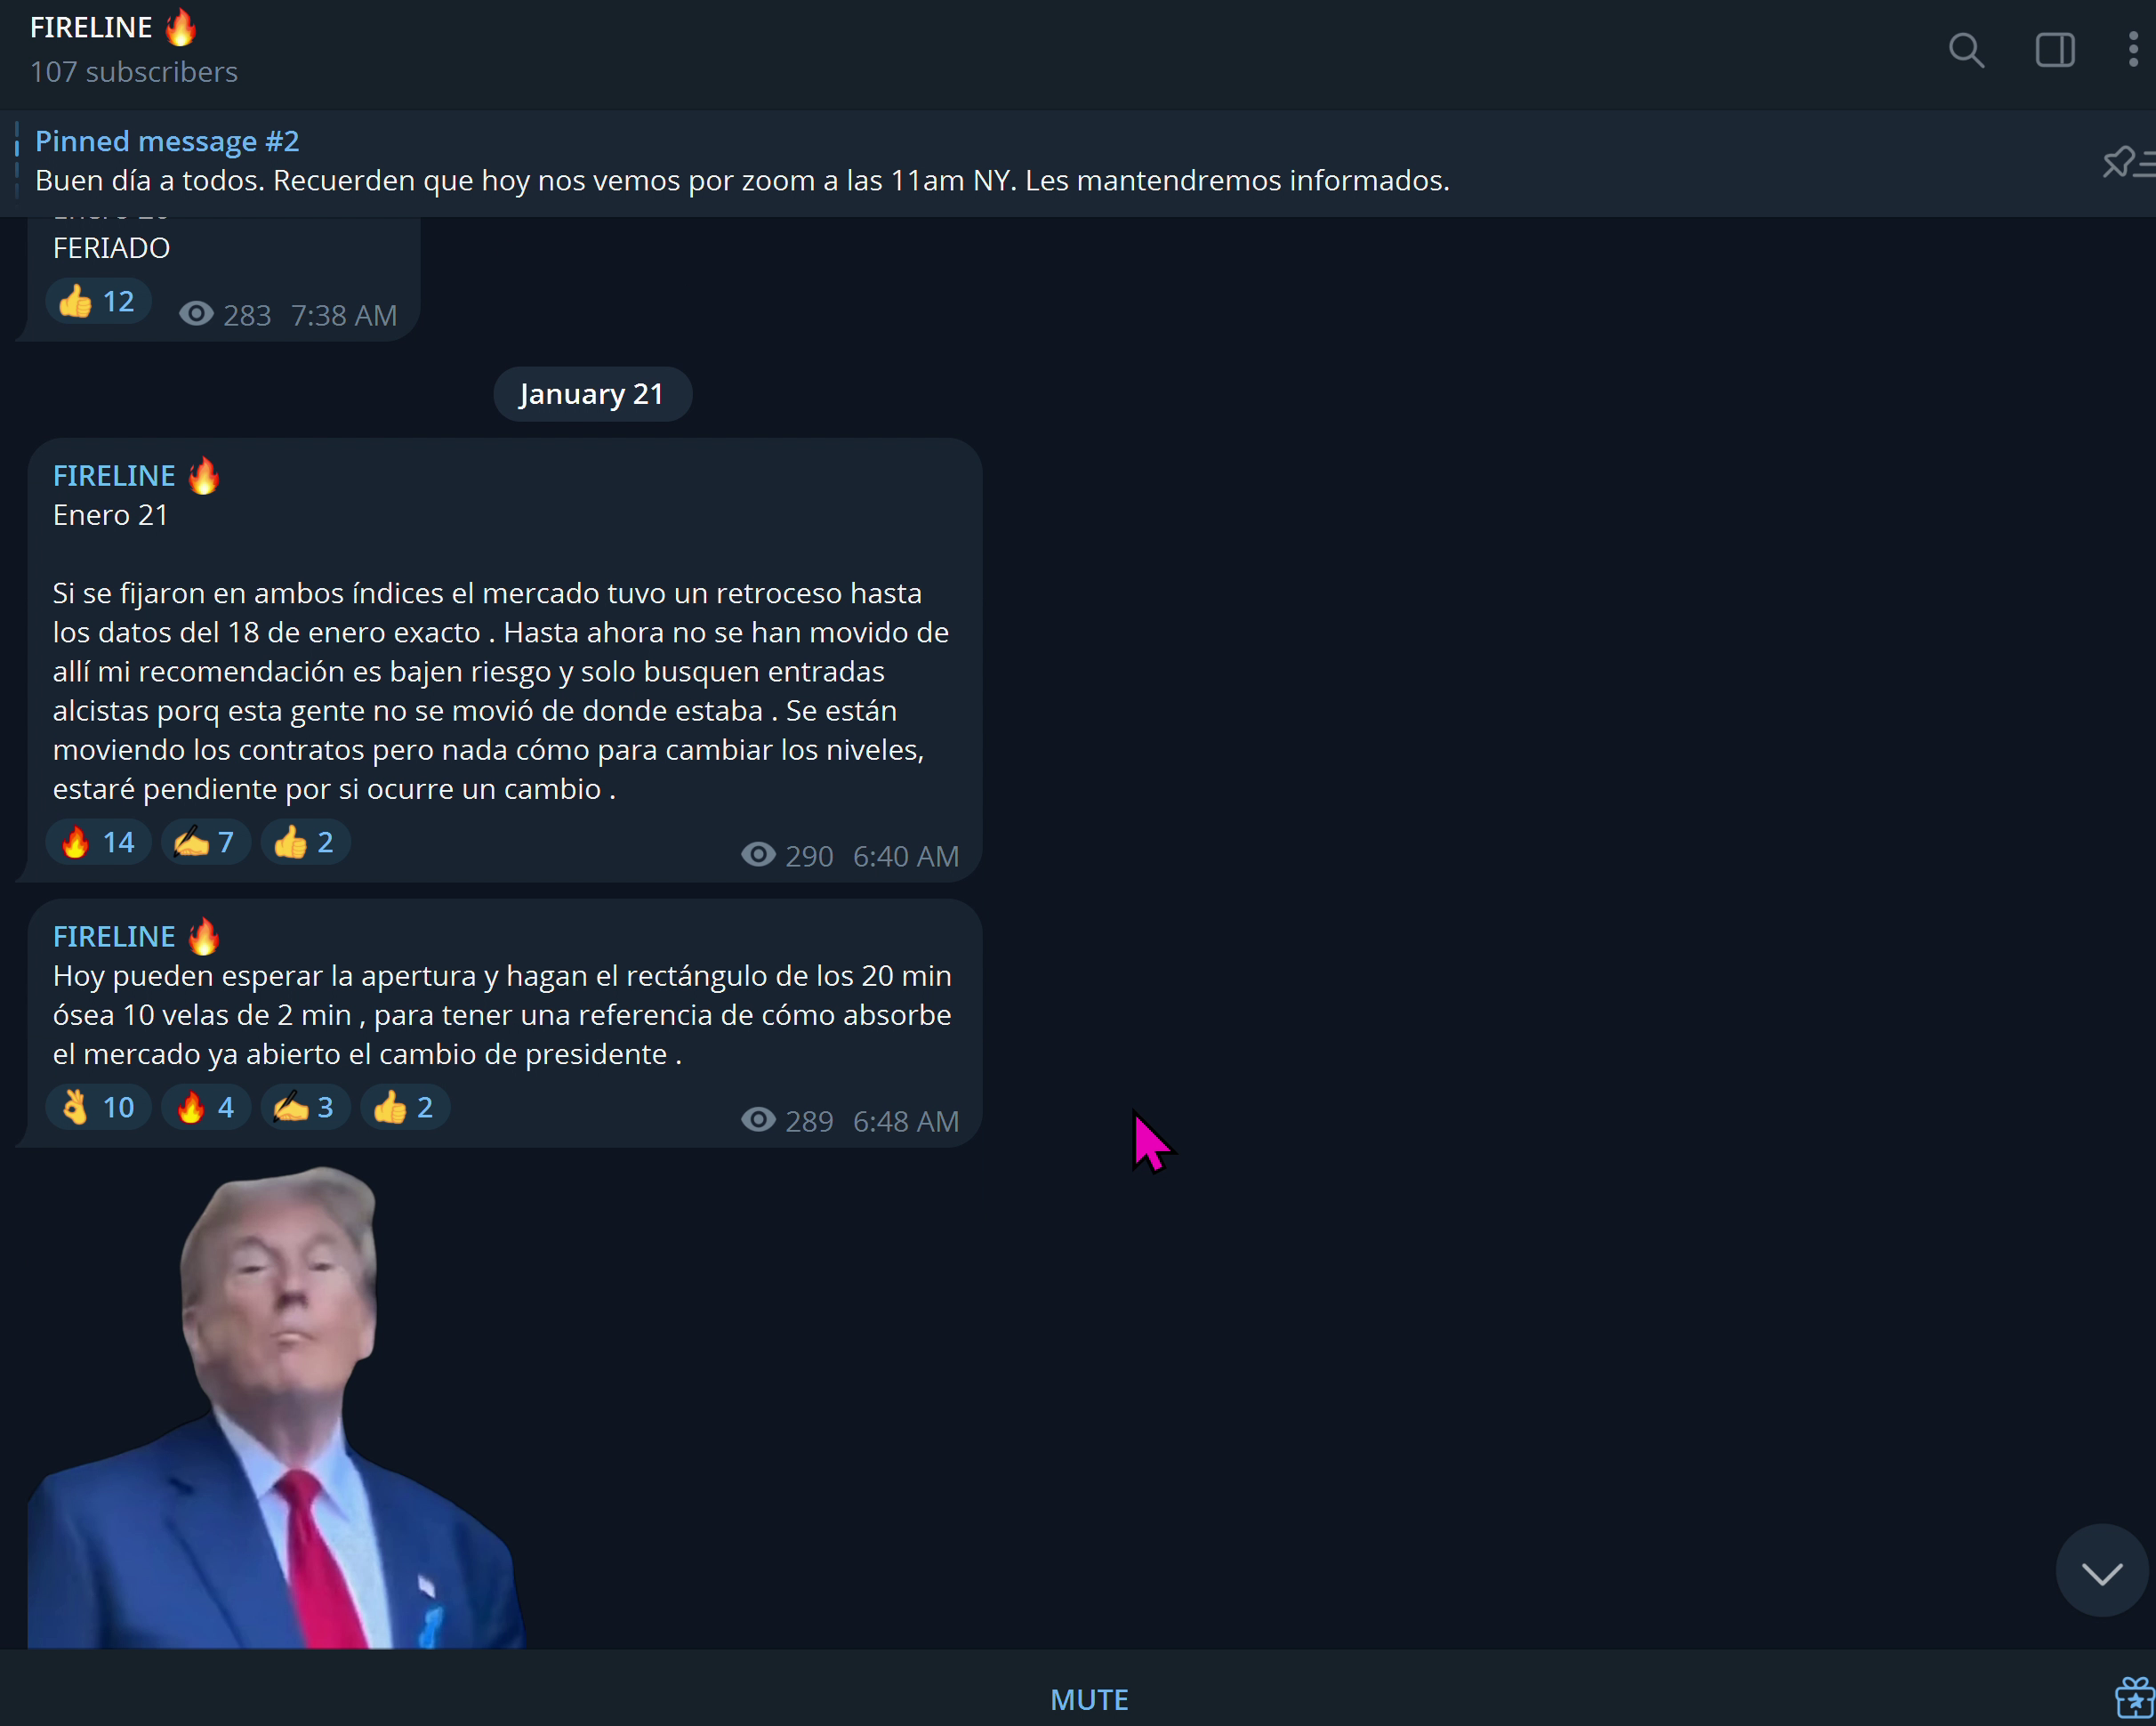 FIRELINE 🔥
107 subscribers
Pinned message #2
Buen día a todos. Recuerden que hoy nos vemos por zoom a las 11am NY. Les mantendremos informados.
FERIADO
👍 12 283 7:38 AM
January 21
FIRELINE 🔥
Enero 21
Si se fijaron en ambos índices el mercado tuvo un retroceso hasta
los datos del 18 de enero exacto . Hasta ahora no se han movido de
allí mi recomendación es bajen riesgo y solo busquen entradas
alcistas porq esta gente no se movió de donde estaba . Se están
moviendo los contratos pero nada cómo para cambiar los niveles,
estaré pendiente por si ocurre un cambio .
🔥 14 ✍ 7 👍 2 290 6:40 AM
FIRELINE 🔥
Hoy pueden esperar la apertura y hagan el rectángulo de los 20 min
ósea 10 velas de 2 min , para tener una referencia de cómo absorbe
el mercado ya abierto el cambio de presidente .
👌 10 🔥 4 ✍ 3 👍 2 289 6:48 AM
MUTE